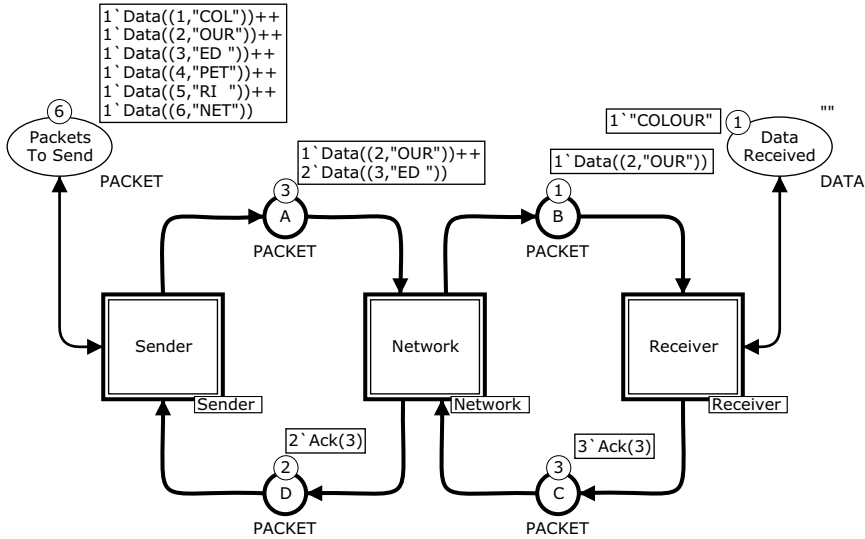 1`Data((1,"COL"))++
1`Data((2,"OUR"))++
1`Data((3,"ED "))++
1`Data((4,"PET"))++
1`Data((5,"RI  "))++
1`Data((6,"NET"))
6
Packets
To Send
PACKET
1`"COLOUR"
1
""
Data
Received
DATA
1`Data((2,"OUR"))++
2`Data((3,"ED "))
3
A
PACKET
1`Data((2,"OUR"))
1
B
PACKET
Sender
Sender
Network
Network
Receiver
Receiver
2`Ack(3)
2
D
PACKET
3`Ack(3)
3
C
PACKET